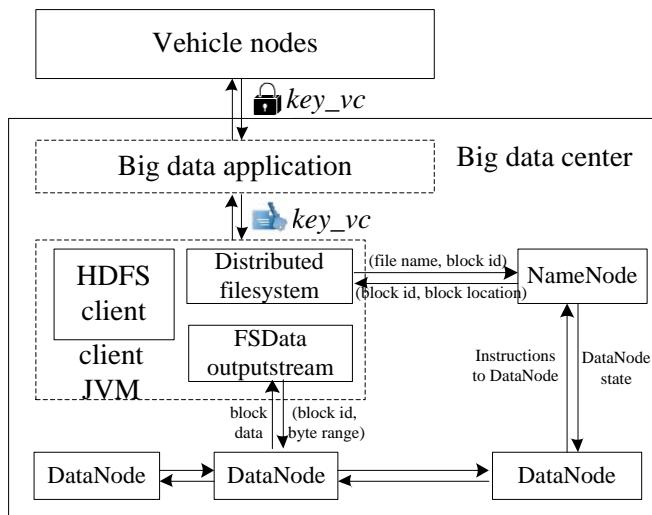 Vehicle nodes
key_vc
Big data application
Big data center
key_vc
HDFS
client
client
JVM
Distributed
filesystem
(file name, block id)
(block id, block location)
NameNode
FSData
outputstream
Instructions
to DataNode
DataNode
state
block
data
(block id,
byte range)
DataNode
DataNode
DataNode